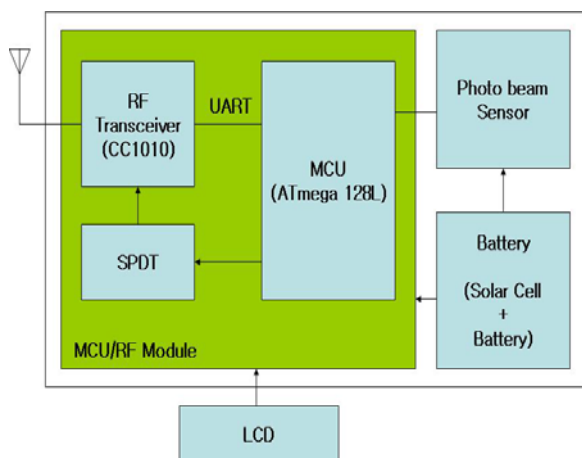 RF
Transceiver
(CC1010)
UART
MCU
(ATmega 128L)
Photo beam
Sensor
SPDT
Battery
(Solar Cell
+
Battery)
MCU/RF Module
LCD